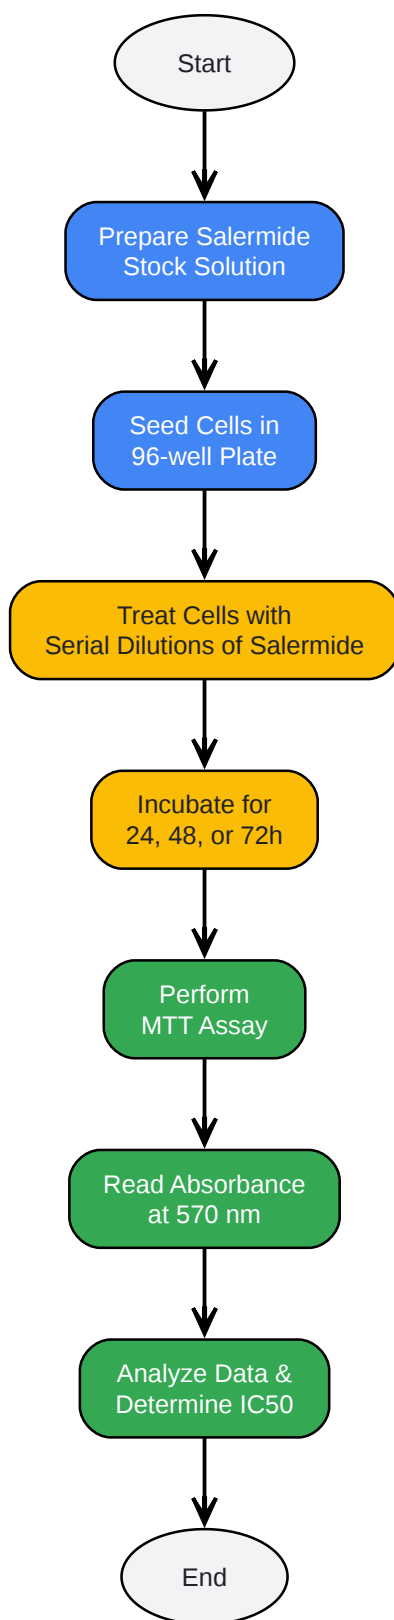 Start
Prepare Salermide
Stock Solution
Seed Cells in
96-well Plate
Treat Cells with
Serial Dilutions of Salermide
Incubate for
24, 48, or 72h
Perform
MTT Assay
Read Absorbance
at 570 nm
Analyze Data &
Determine IC50
End